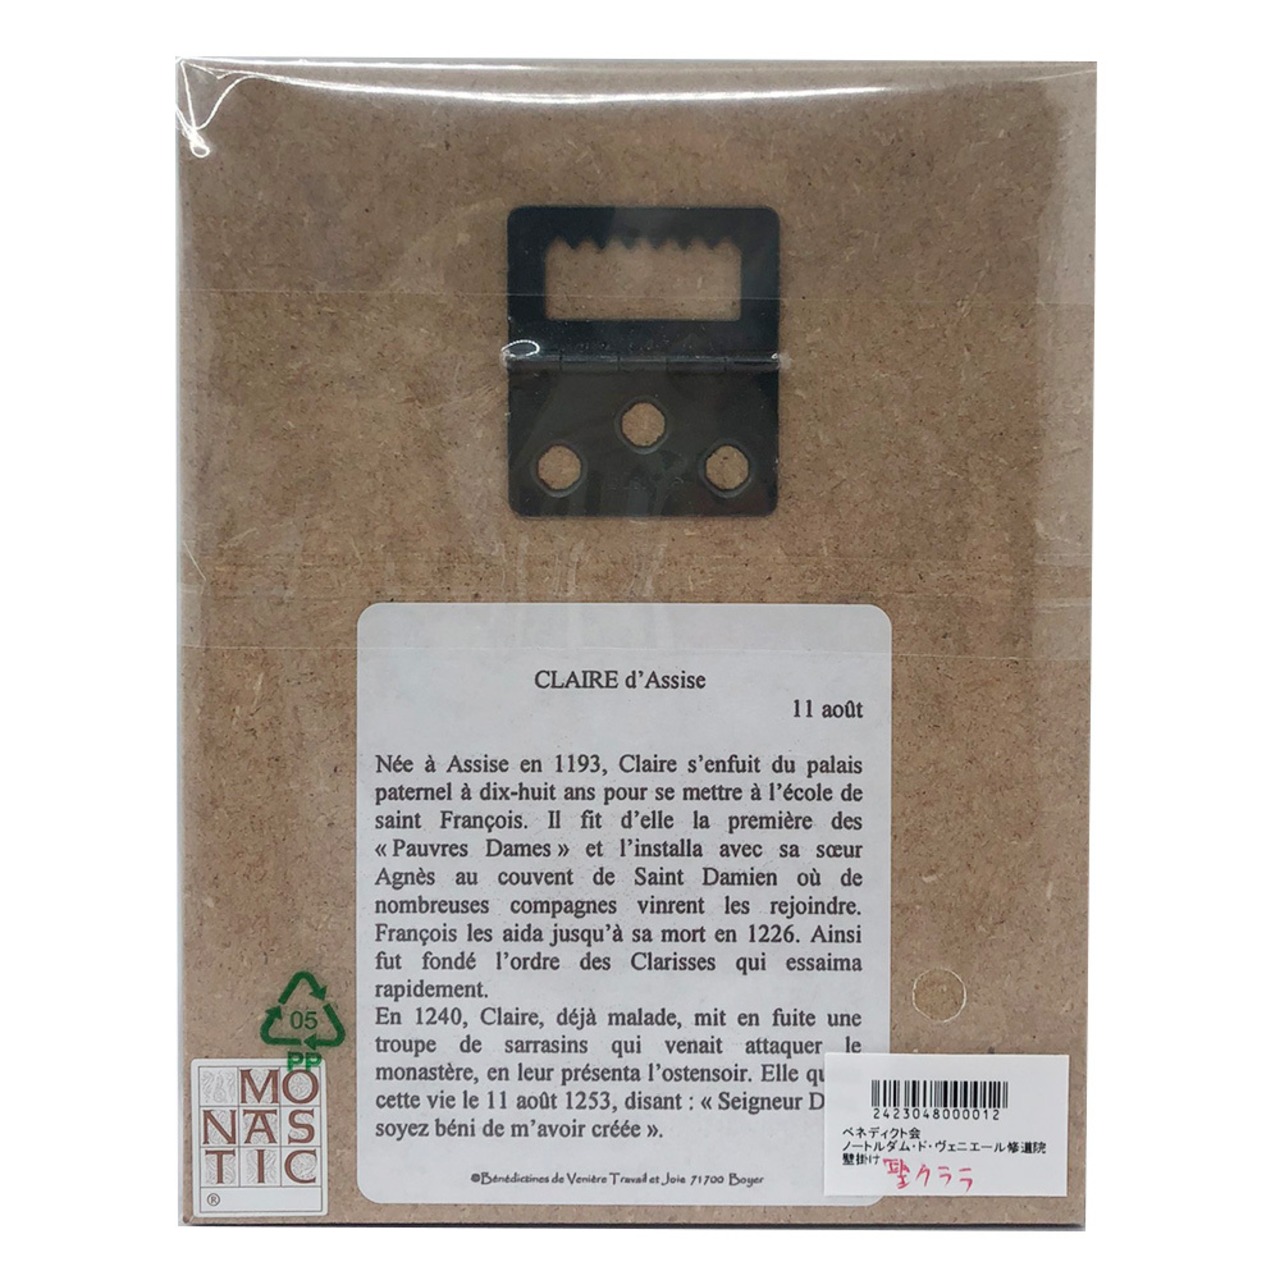 CLAIRE d’Assise
11 août
Née à Assise en 1193, Claire s’enfuit du palais
paternel à dix-huit ans pour se mettre à l’école de
saint François. Il fit d’elle la première des
« Pauvres Dames » et l’installa avec sa sœur
Agnès au couvent de Saint Damien où de
nombreuses compagnes vinrent les rejoindre.
François les aida jusqu’à sa mort en 1226. Ainsi
fut fondé l’ordre des Clarisses qui essaima
rapidement.
En 1240, Claire, déjà malade, mit en fuite une
troupe de sarrasins qui venait attaquer le
monastère, en leur présenta l’ostensoir. Elle
cette vie le 11 août 1253, disant : « Seigneur
soyez béni de m’avoir créée ».
©Bénédictines de Venière Travail et Joie 71700 Boyer
05
PP
MO
NAS
TIC
®
2423048000012
ベネディクト会
ノートルダム・ド・ヴェニエール修道院
壁掛け 聖クララ